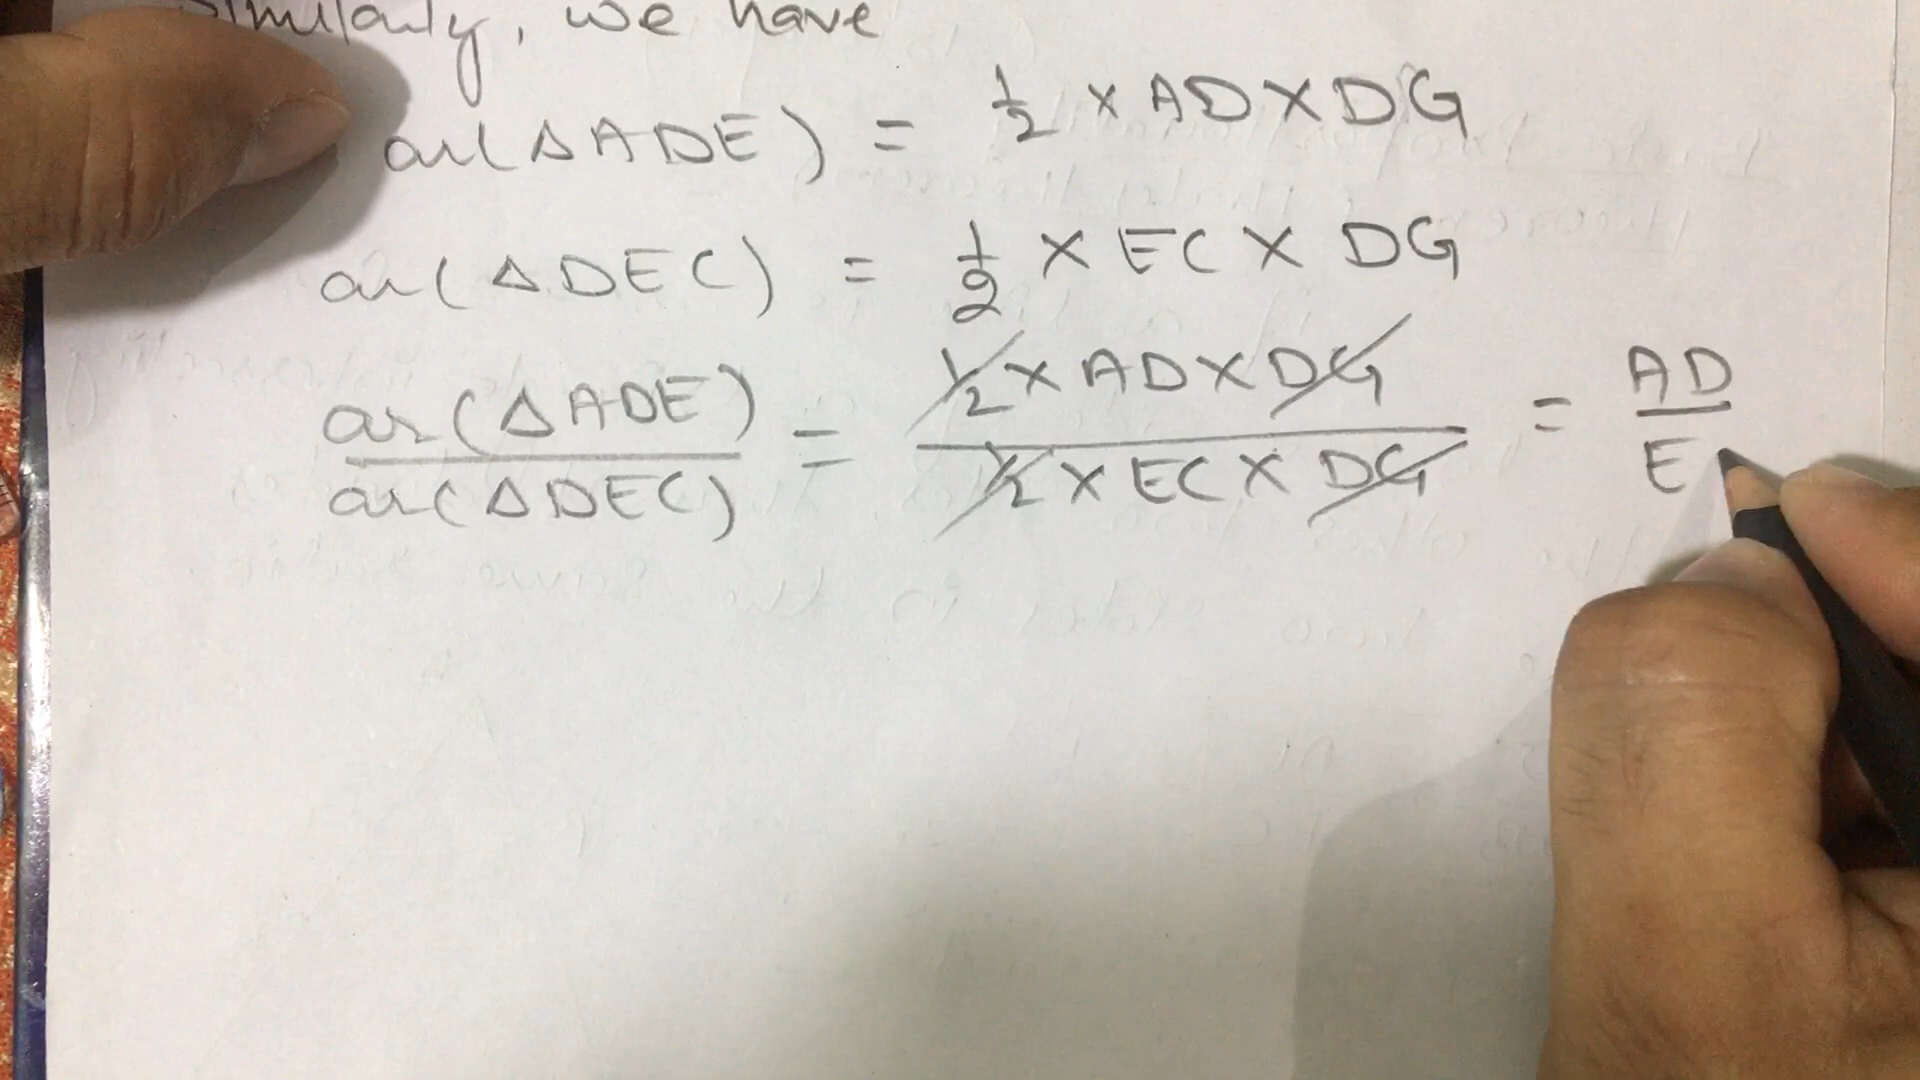 Similarly, we have
ar(ΔADE) = 1/2 × AD × DG
ar(ΔDEC) = 1/2 × EC × DG
ar(ΔADE)/ar(ΔDEC) = (1/2 × AD × DG)/(1/2 × EC × DG) = AD/E